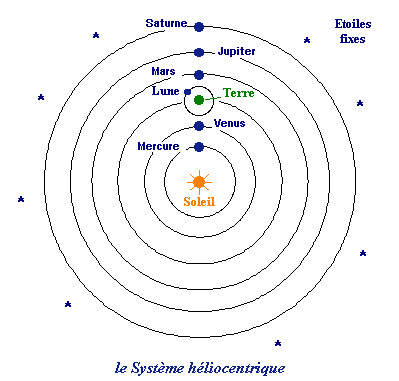 Saturne
Etoiles
fixes
Jupiter
Mars
Lune
Terre
Venus
Mercure
Soleil
le Système héliocentrique